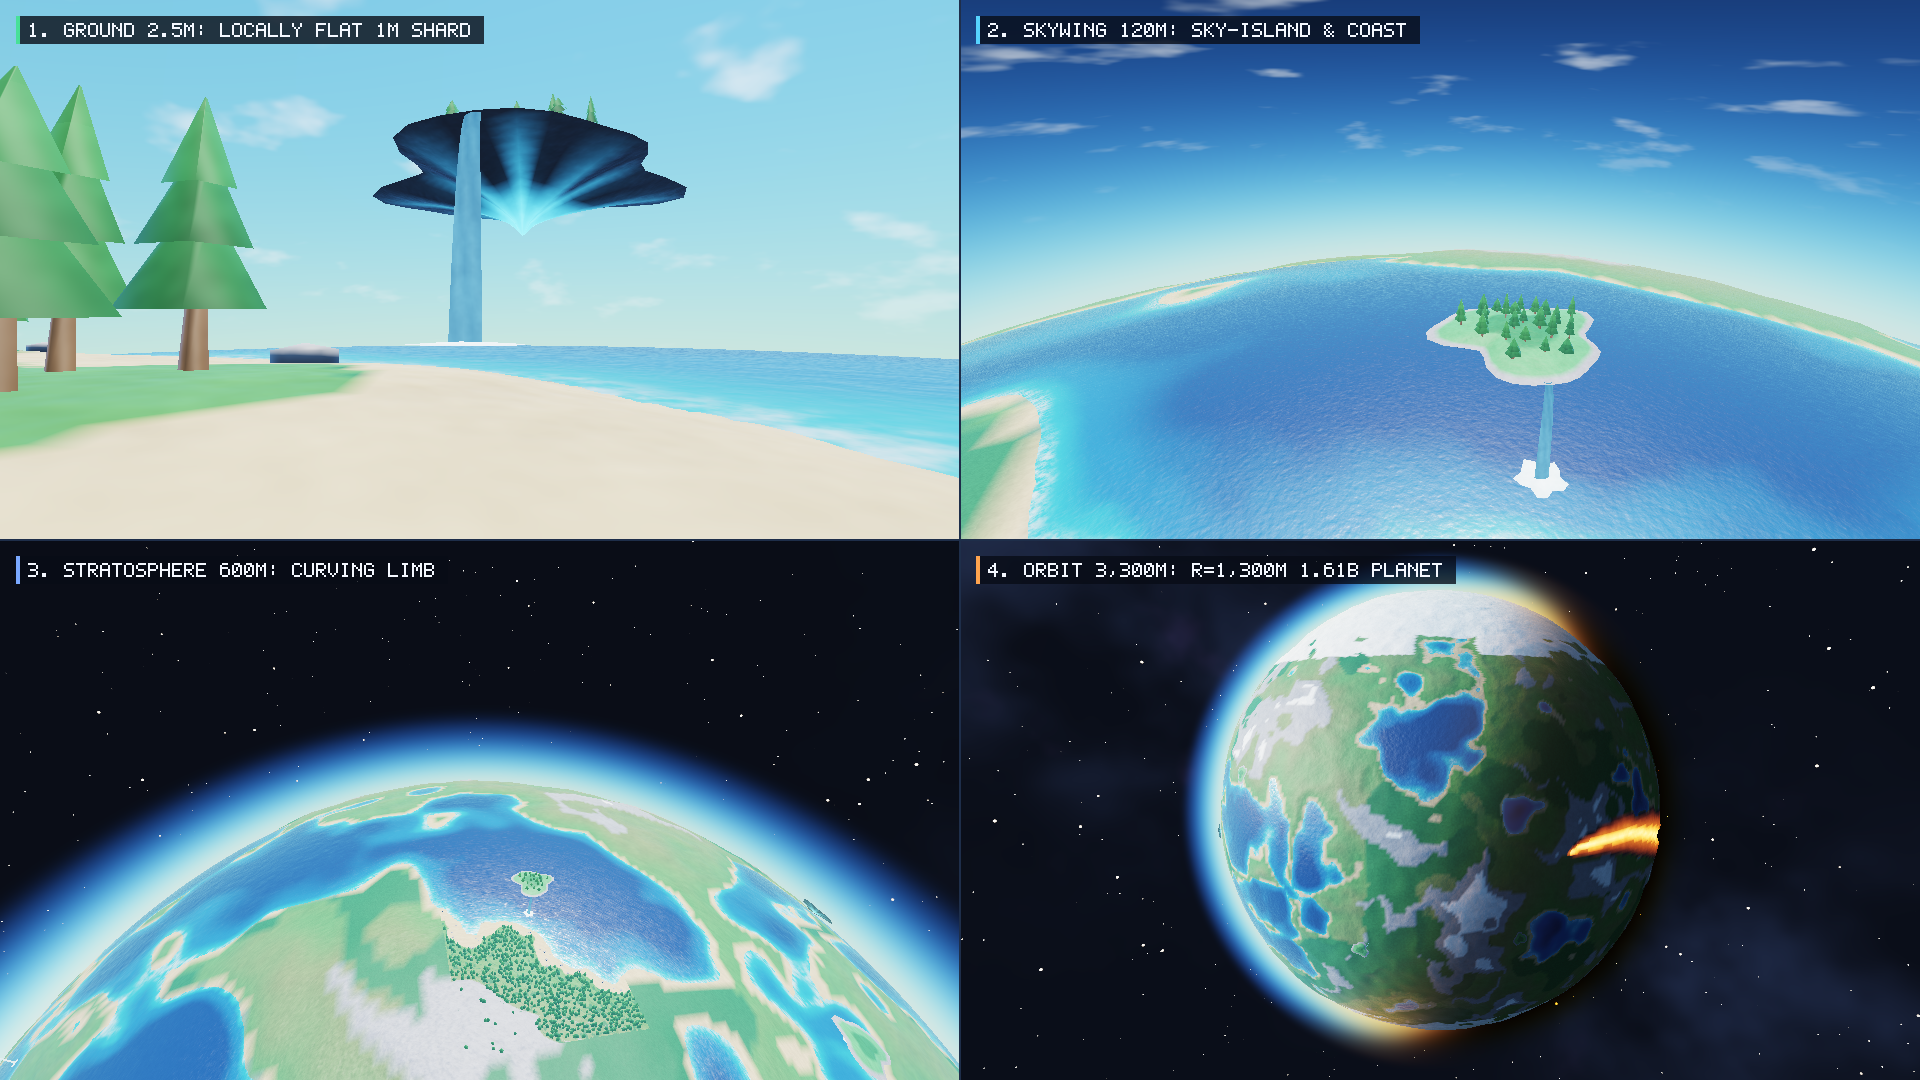 1. GROUND 2.5M: LOCALLY FLAT 1M SHARD
2. SKYWING 120M: SKY-ISLAND & COAST
3. STRATOSPHERE 600M: CURVING LIMB
4. ORBIT 3,300M: R=1,300M 1.61B PLANET